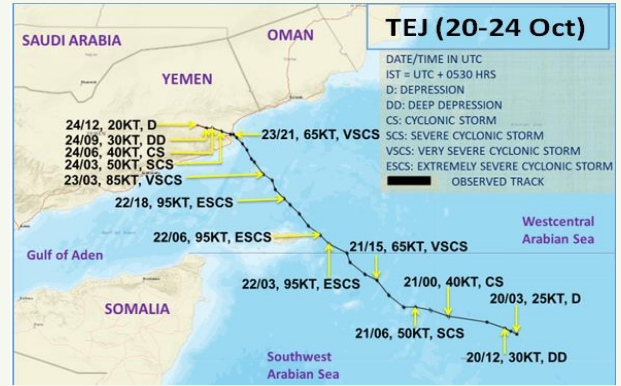 TEJ (20-24 Oct)
DATE/TIME IN UTC
IST = UTC + 0530 HRS
D: DEPRESSION
DD: DEEP DEPRESSION
CS: CYCLONIC STORM
SCS: SEVERE CYCLONIC STORM
VSCS: VERY SEVERE CYCLONIC STORM
ESCS: EXTREMELY SEVERE CYCLONIC STORM
OBSERVED TRACK
SAUDI ARABIA
OMAN
YEMEN
24/12, 20KT, D
24/09, 30KT, DD
24/06, 40KT, CS
24/03, 50KT, SCS
23/03, 85KT, VSCS
23/21, 65KT, VSCS
22/18, 95KT, ESCS
22/06, 95KT, ESCS
Westcentral
Arabian Sea
21/15, 65KT, VSCS
Gulf of Aden
22/03, 95KT, ESCS
21/00, 40KT, CS
20/03, 25KT, D
SOMALIA
21/06, 50KT, SCS
20/12, 30KT, DD
Southwest
Arabian Sea